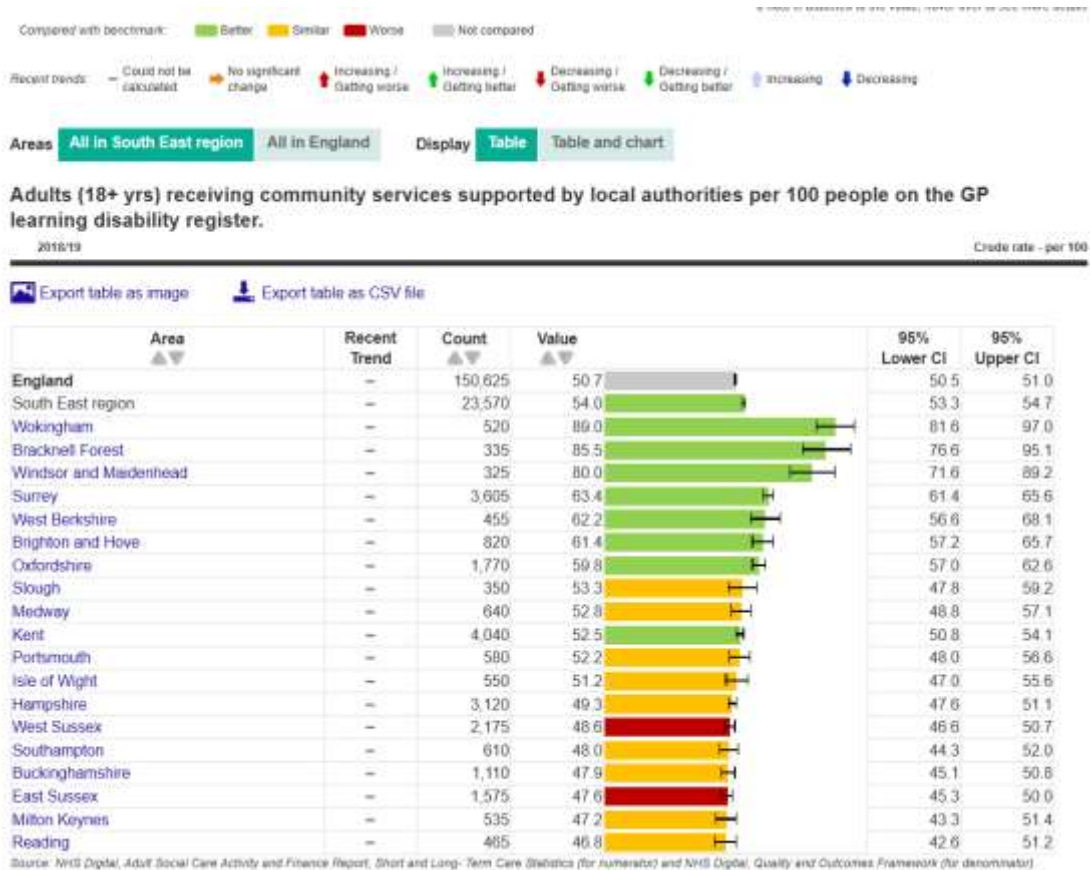 Compared with benchmark: Better Similar Worse Not compared
Recent trends: – Could not be calculated No significant change Increasing / Getting worse Increasing / Getting better Decreasing / Getting worse Decreasing / Getting better Increasing Decreasing
Areas All in South East region All in England Display Table Table and chart
Adults (18+ yrs) receiving community services supported by local authorities per 100 people on the GP
learning disability register.
2018/19 Crude rate - per 100
Export table as image Export table as CSV file
Area Recent Trend Count Value 95% Lower CI 95% Upper CI
England – 150,625 50.7 50.5 51.0
South East region – 23,570 54.0 53.3 54.7
Wokingham – 520 89.0 81.6 97.0
Bracknell Forest – 335 85.5 76.6 95.1
Windsor and Maidenhead – 325 80.0 71.6 89.2
Surrey – 3,605 63.4 61.4 65.6
West Berkshire – 455 62.2 56.6 68.1
Brighton and Hove – 820 61.4 57.2 65.7
Oxfordshire – 1,770 59.8 57.0 62.6
Slough – 350 53.3 47.8 59.2
Medway – 640 52.8 48.8 57.1
Kent – 4,040 52.5 50.8 54.1
Portsmouth – 580 52.2 48.0 56.6
Isle of Wight – 550 51.2 47.0 55.6
Hampshire – 3,120 49.3 47.6 51.1
West Sussex – 2,175 48.6 46.6 50.7
Southampton – 610 48.0 44.3 52.0
Buckinghamshire – 1,110 47.9 45.1 50.8
East Sussex – 1,575 47.6 45.3 50.0
Milton Keynes – 535 47.2 43.3 51.4
Reading – 465 46.8 42.6 51.2
Source: NHS Digital, Adult Social Care Activity and Finance Report, Short and Long- Term Care Statistics (for numerator) and NHS Digital, Quality and Outcomes Framework (for denominator)